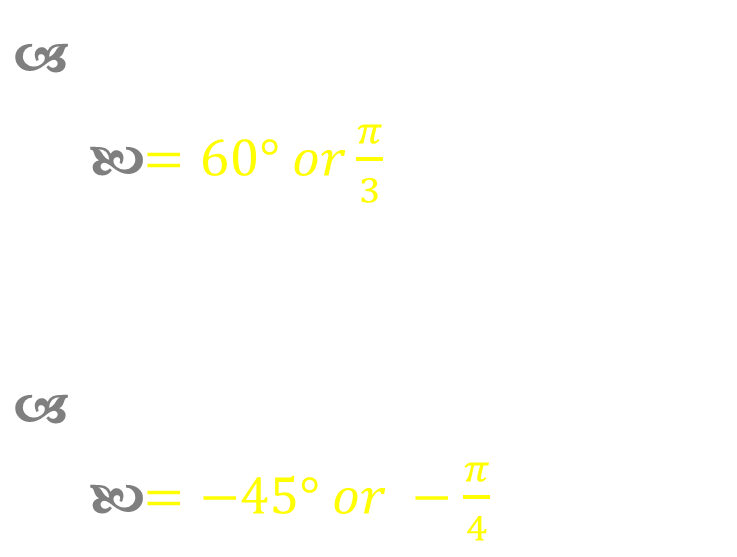 = 60° or π/3
= −45° or −π/4